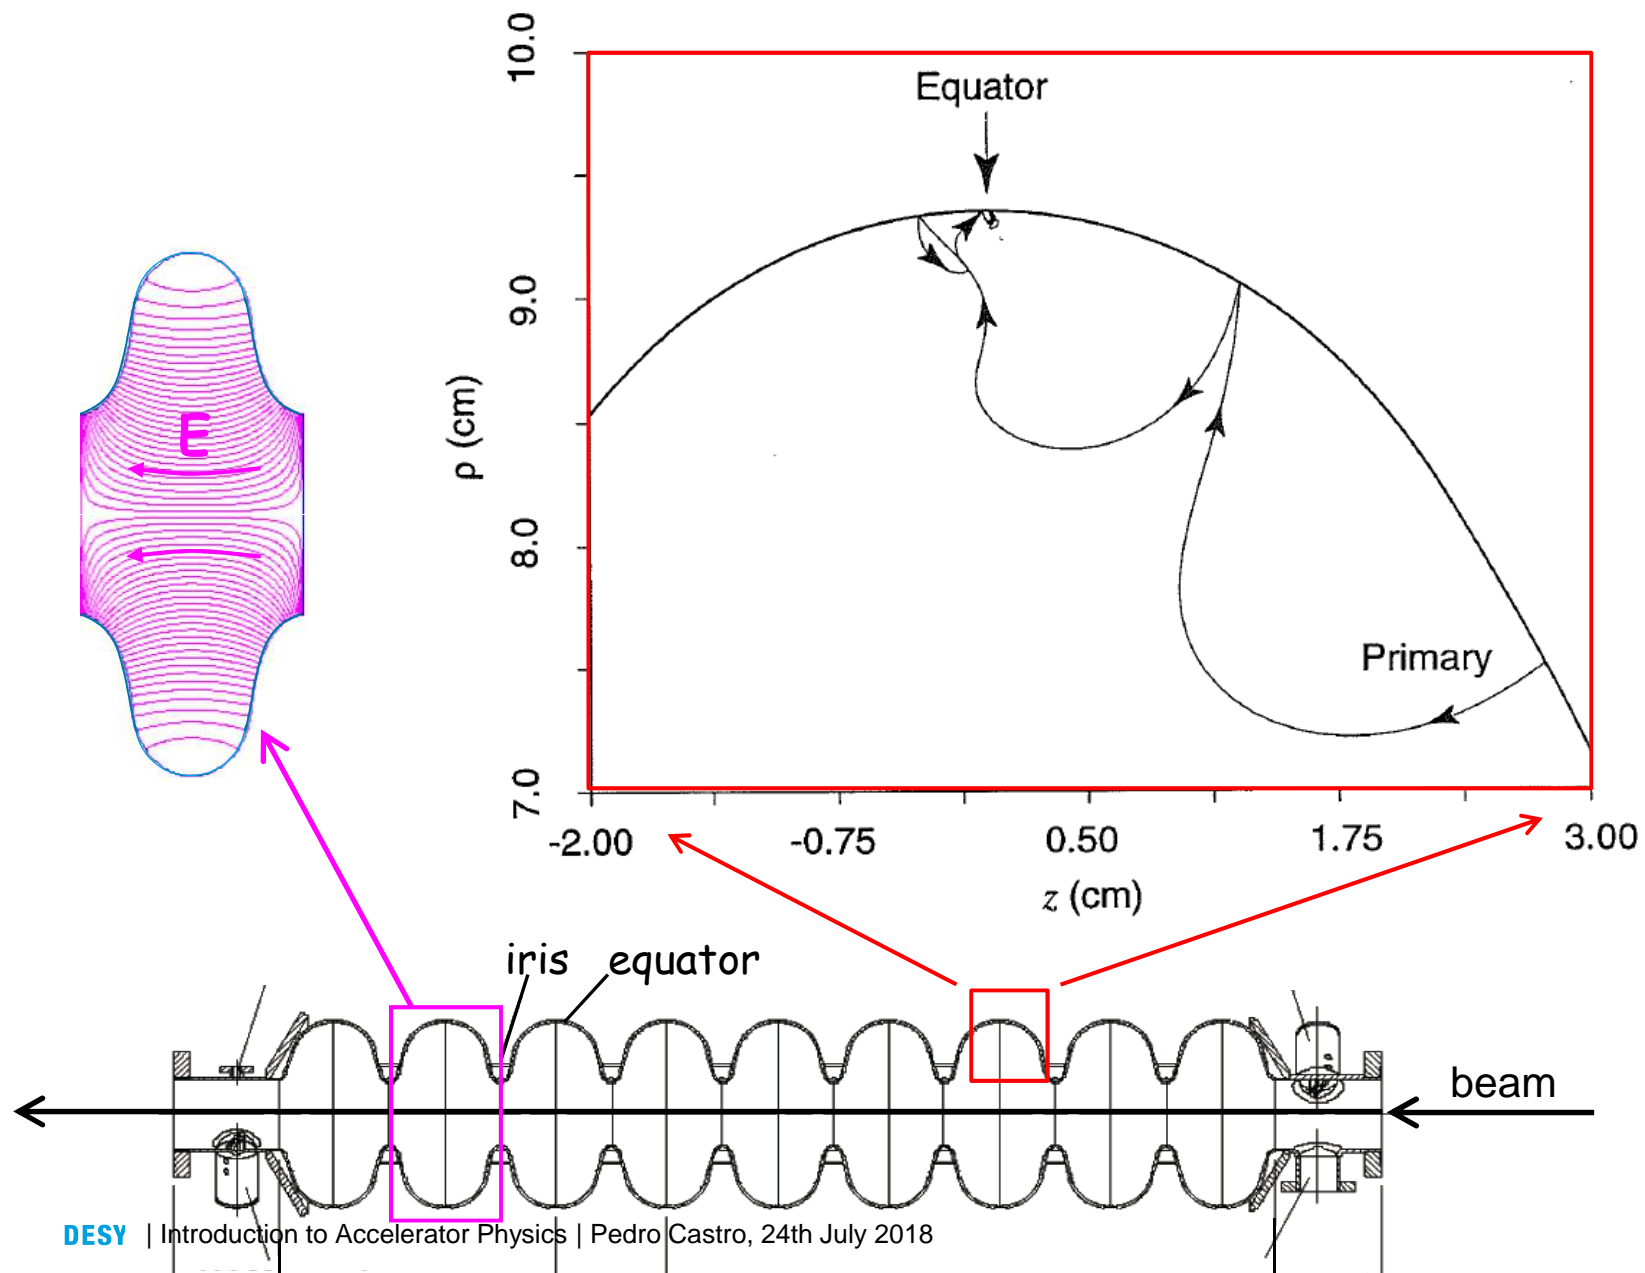 10.0
Equator
9.0
E
ρ (cm)
8.0
Primary
7.0
-2.00 -0.75 0.50 1.75 3.00
z (cm)
iris equator
beam
DESY | Introduction to Accelerator Physics | Pedro Castro, 24th July 2018